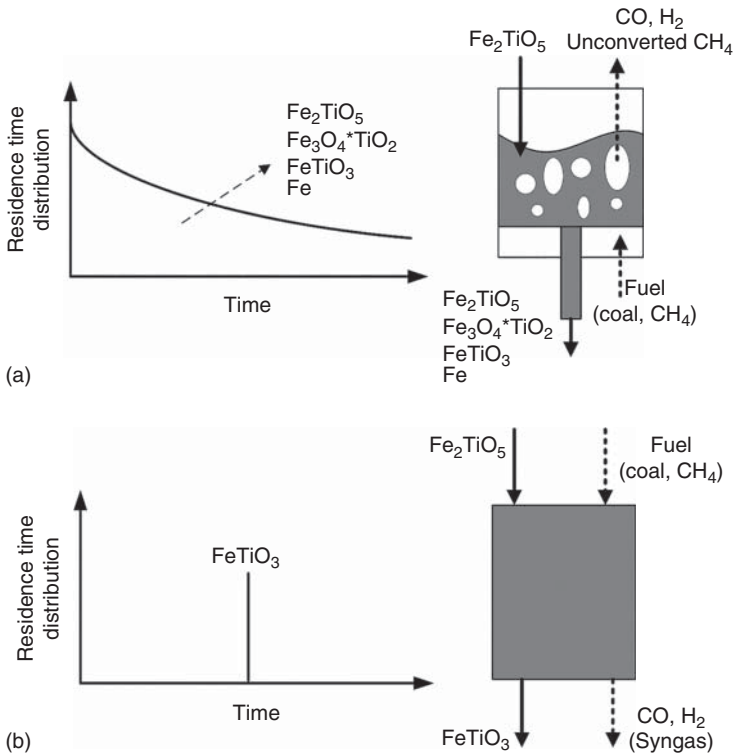 CO, H₂
Unconverted CH₄
Fe₂TiO₅
Fe₂TiO₅
Fe₃O₄*TiO₂
FeTiO₃
Fe
Residence time
distribution
Time
Fuel
(coal, CH₄)
Fe₂TiO₅
Fe₃O₄*TiO₂
FeTiO₃
Fe
(a)
Fe₂TiO₅
Fuel
(coal, CH₄)
FeTiO₃
Residence time
distribution
Time
FeTiO₃
CO, H₂
(Syngas)
(b)